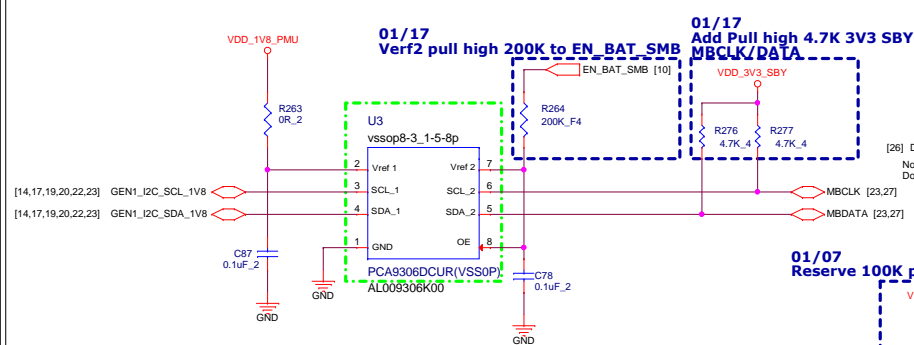 01/17
Verf2 pull high 200K to EN_BAT_SMB
01/17
Add Pull high 4.7K 3V3 SBY
MBCLK/DATA
VDD_1V8_PMU
EN_BAT_SMB [10]
VDD_3V3_SBY
R263
0R_2
R264
200K_F4
R276
4.7K_4
R277
4.7K_4
U3
vssop8-3_1-5-8p
[26] D
No
Do
2
Vref 1
Vref 2
7
[14,17,19,20,22,23] GEN1_I2C_SCL_1V8
3
SCL_1
SCL_2
6
MBCLK [23,27]
[14,17,19,20,22,23] GEN1_I2C_SDA_1V8
4
SDA_1
SDA_2
5
MBDATA [23,27]
1
GND
OE
8
C87
0.1uF_2
PCA9306DCUR(VSS0P)
AL009306K00
C78
0.1uF_2
GND
GND
GND
01/07
Reserve 100K p
V